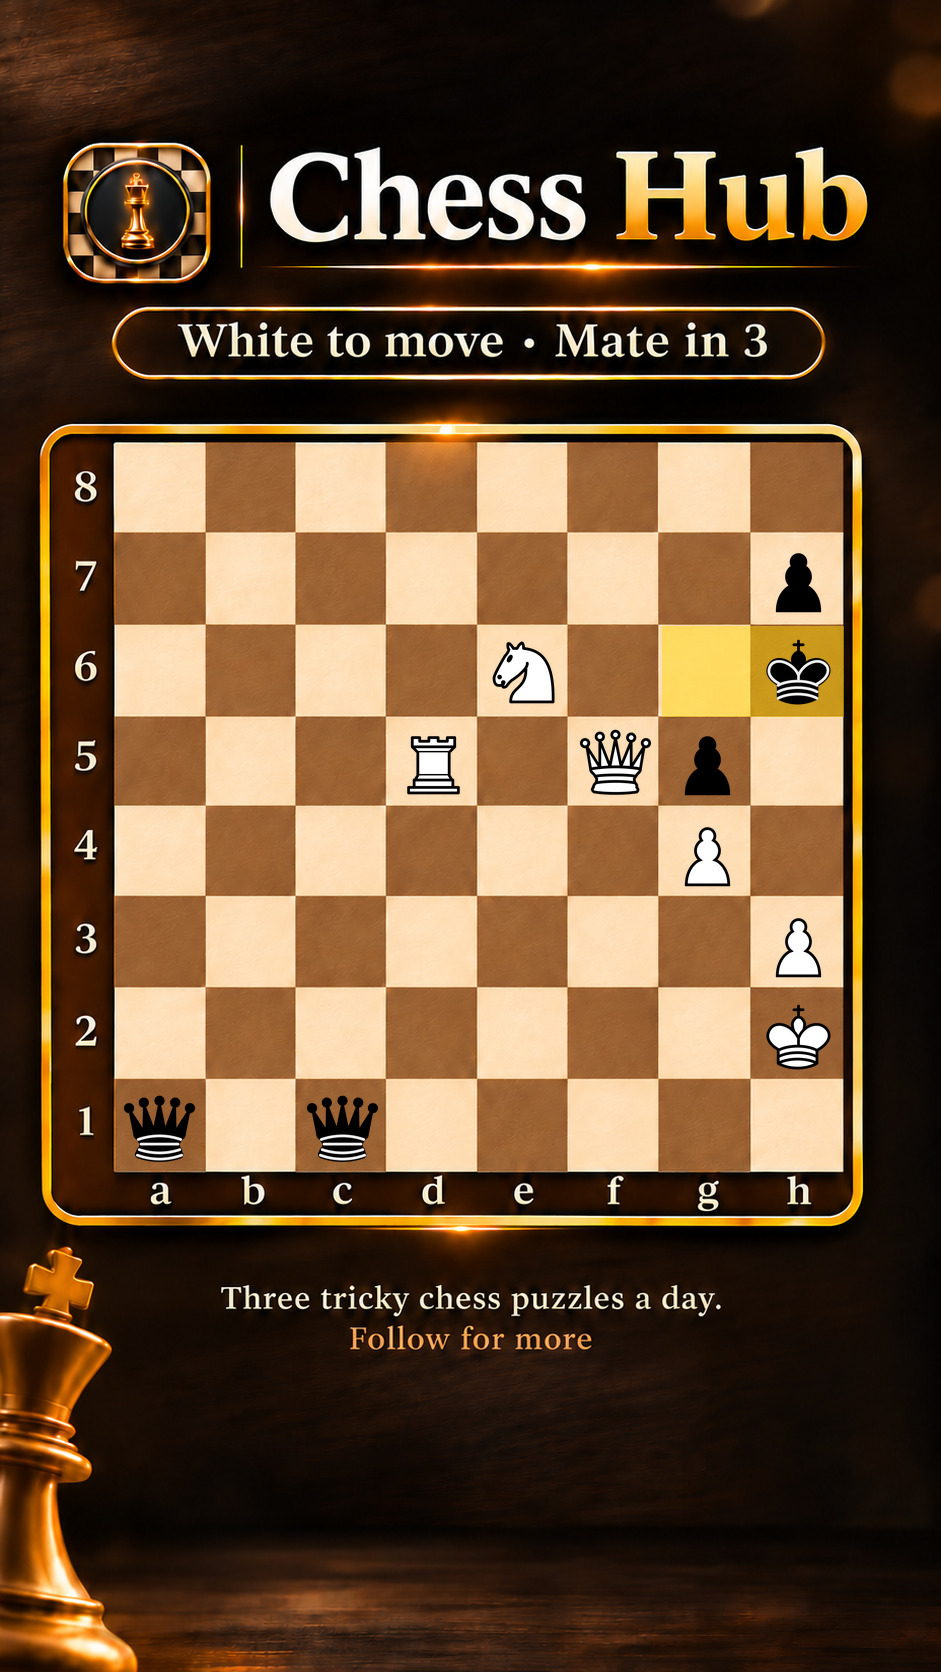 Chess Hub
White to move • Mate in 3
8
7
6
5
4
3
2
1
a b c d e f g h
Three tricky chess puzzles a day.
Follow for more